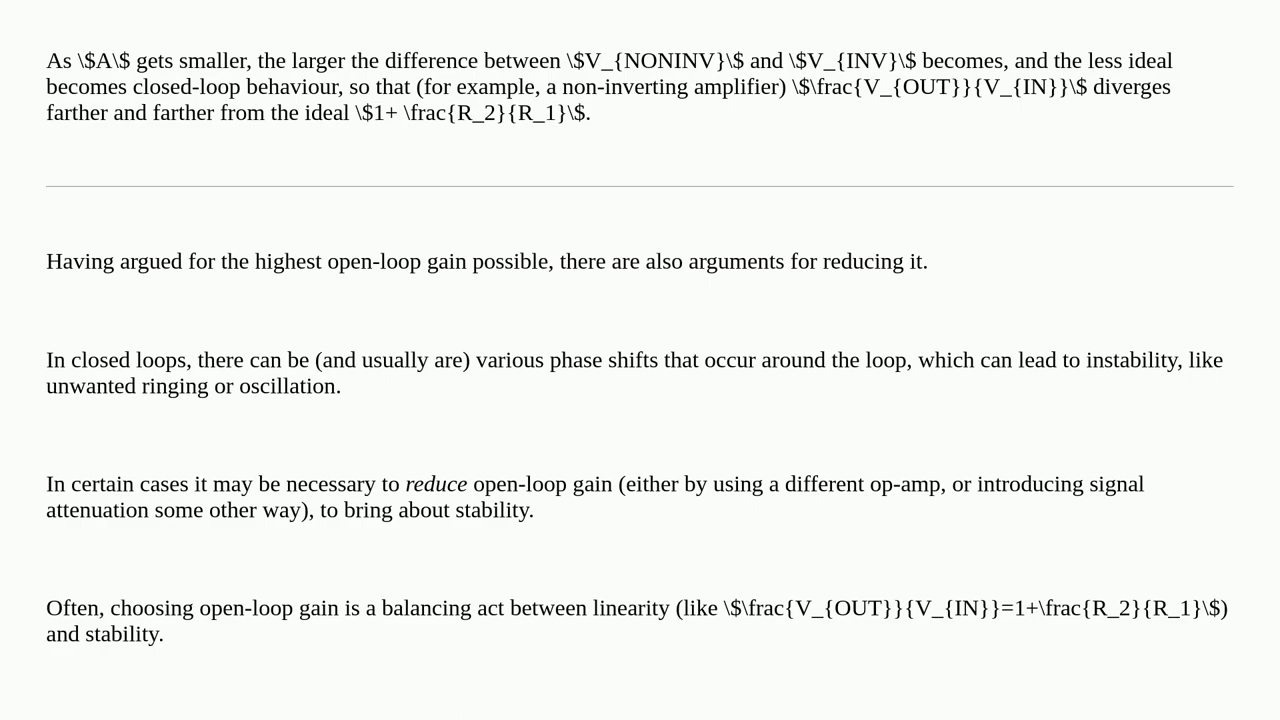 As \$A\$ gets smaller, the larger the difference between \$V_{NONINV}\$ and \$V_{INV}\$ becomes, and the less ideal
becomes closed-loop behaviour, so that (for example, a non-inverting amplifier) \$\frac{V_{OUT}}{V_{IN}}\$ diverges
farther and farther from the ideal \$1+ \frac{R_2}{R_1}\$.
Having argued for the highest open-loop gain possible, there are also arguments for reducing it.
In closed loops, there can be (and usually are) various phase shifts that occur around the loop, which can lead to instability, like
unwanted ringing or oscillation.
In certain cases it may be necessary to reduce open-loop gain (either by using a different op-amp, or introducing signal
attenuation some other way), to bring about stability.
Often, choosing open-loop gain is a balancing act between linearity (like \$\frac{V_{OUT}}{V_{IN}}=1+\frac{R_2}{R_1}\$)
and stability.